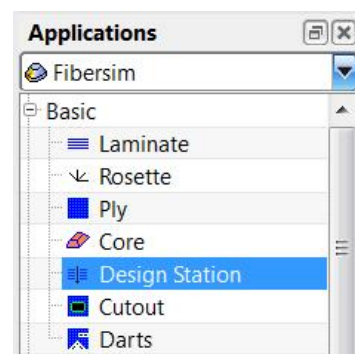 Applications
Fibersim
Basic
Laminate
Rosette
Ply
Core
Design Station
Cutout
Darts